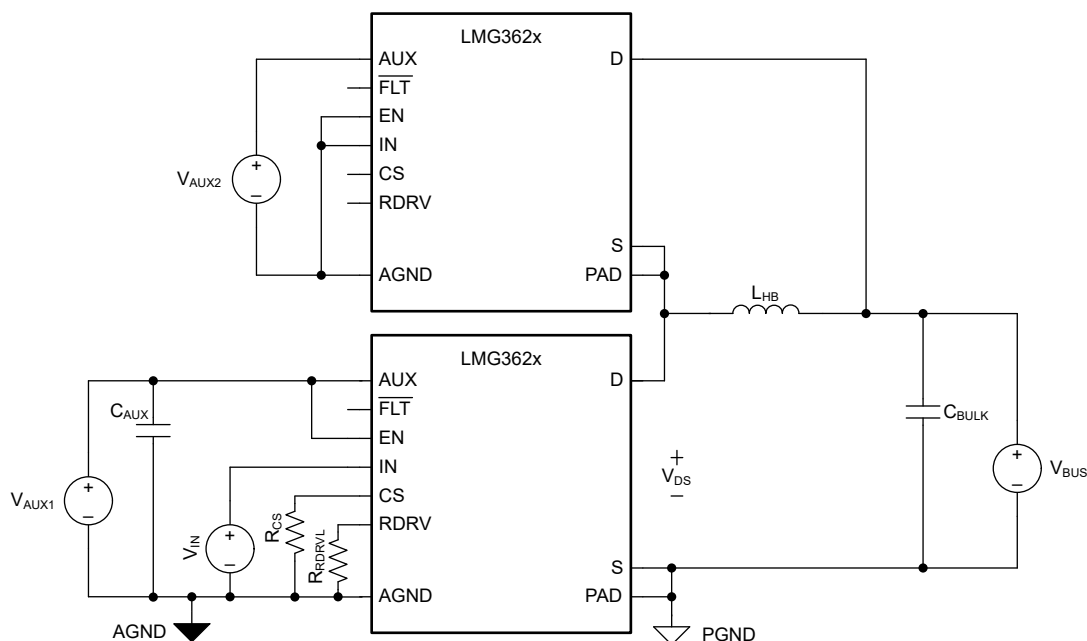 LMG362x
AUX
D
FLT
EN
IN
CS
RDRV
VAUX2
+
–
S
AGND
PAD
LHB
LMG362x
AUX
D
CAUX
FLT
EN
CBULK
IN
+
VDS
–
+
–
VBUS
CS
VAUX1
+
–
RCS
RDRV
VIN
+
–
RRDRVL
S
AGND
PAD
AGND
PGND